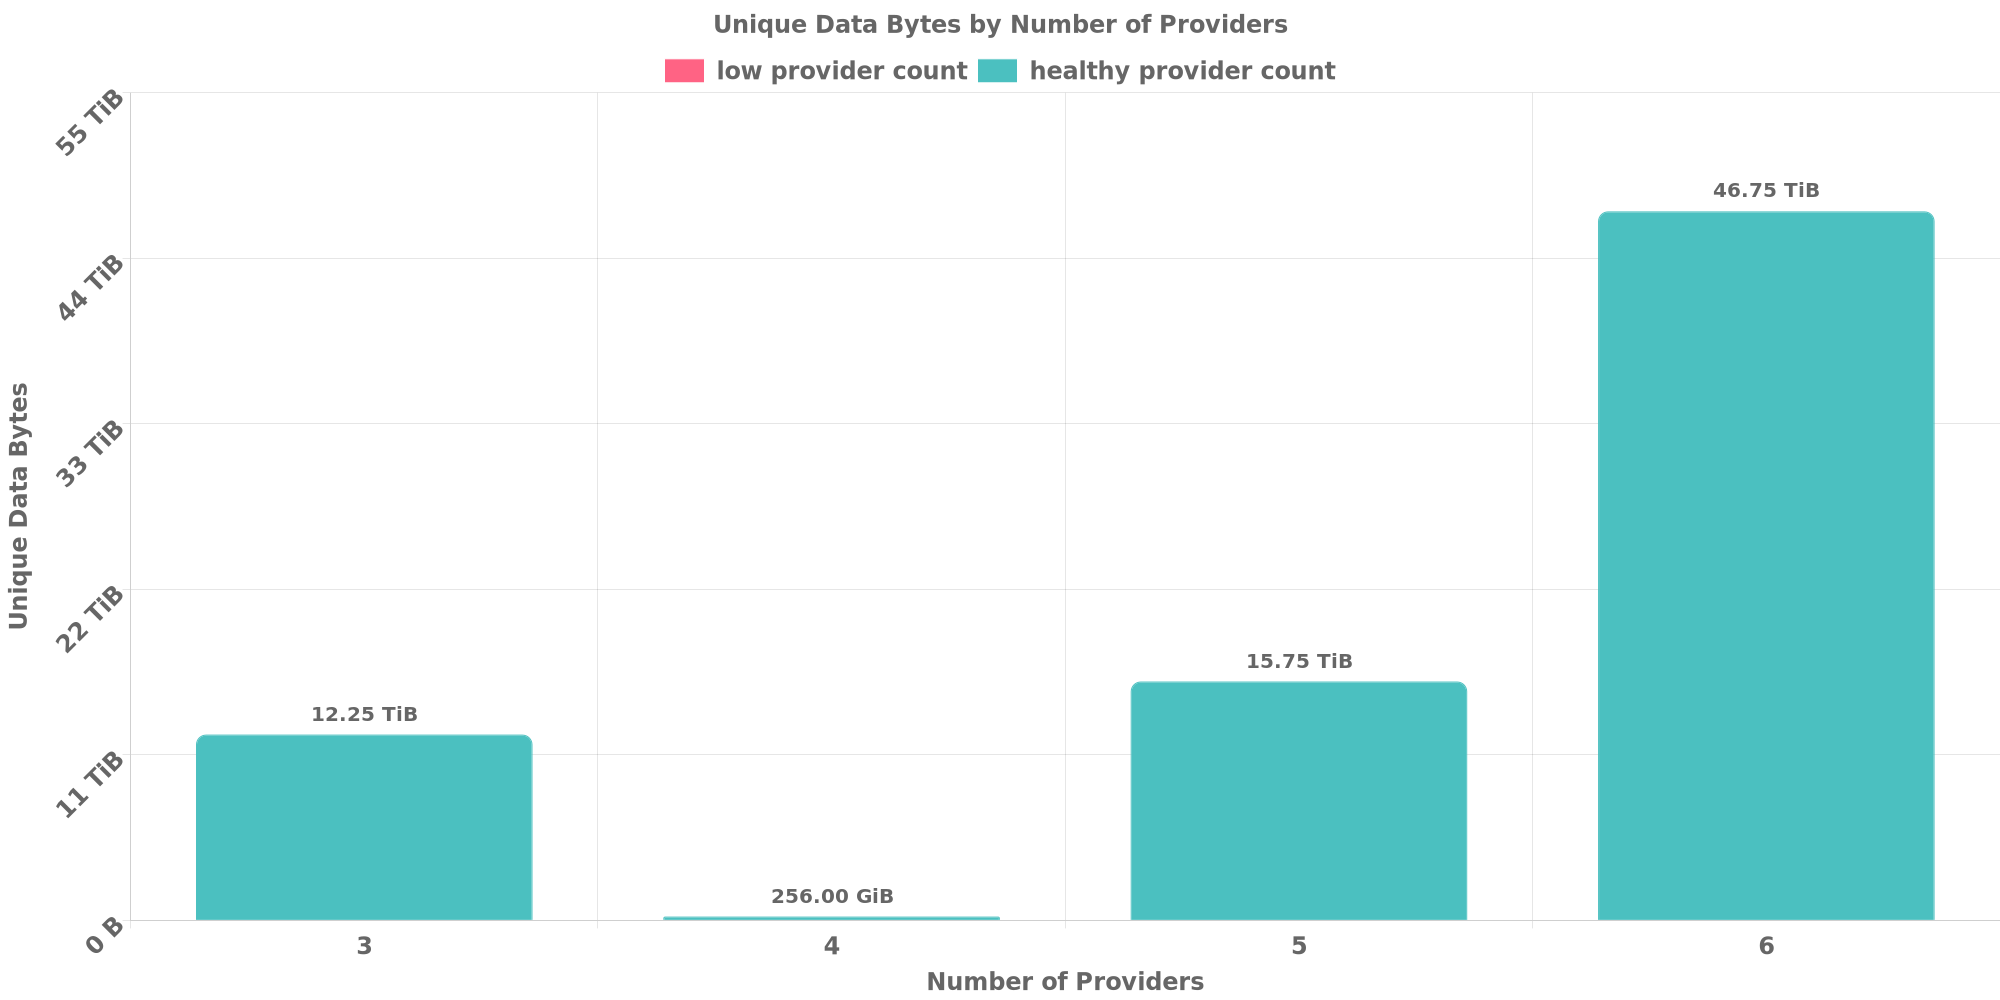 Unique Data Bytes by Number of Providers
low provider count healthy provider count
55 TiB
44 TiB
33 TiB
22 TiB
11 TiB
0 B
Unique Data Bytes
12.25 TiB
256.00 GiB
15.75 TiB
46.75 TiB
3 4 5 6
Number of Providers